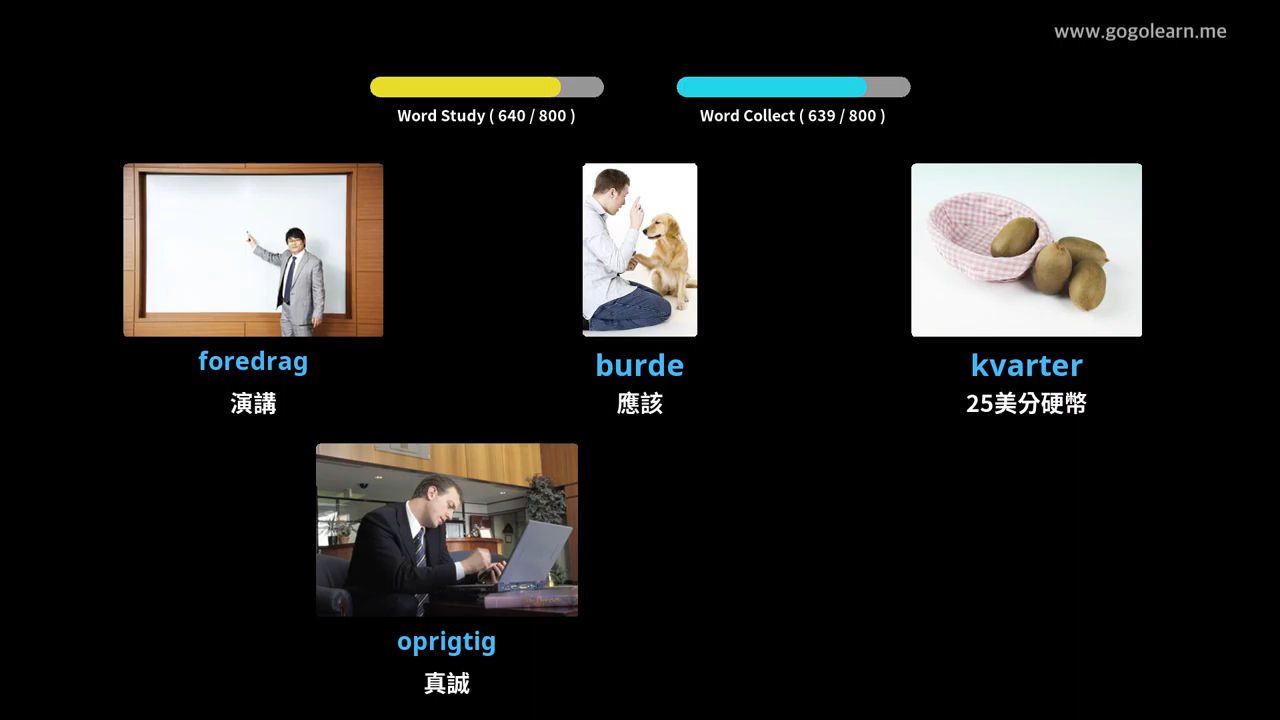 www.gogolearn.me
Word Study ( 640 / 800 )
Word Collect ( 639 / 800 )
foredrag
演講
burde
應該
kvarter
25美分硬幣
oprigtig
真誠